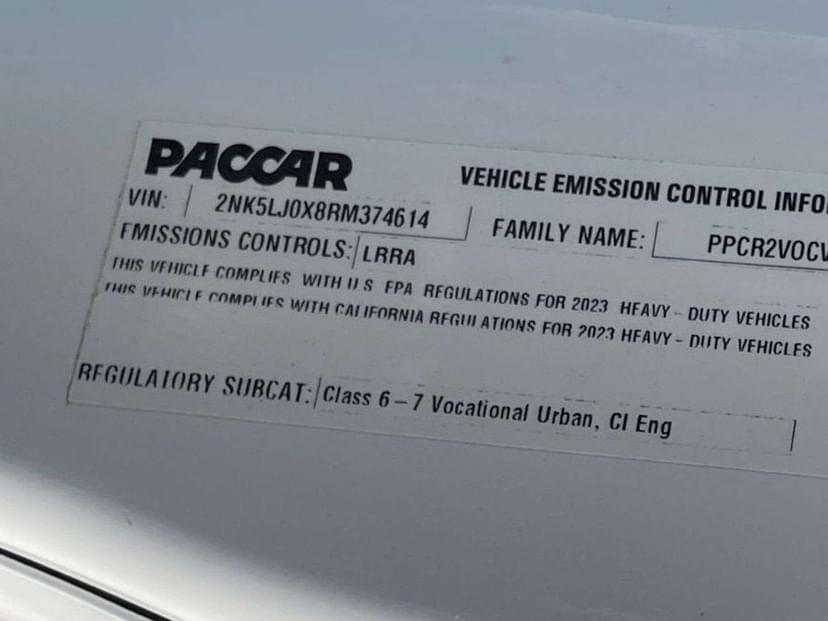 PACCAR
VEHICLE EMISSION CONTROL INFO
VIN: 2NK5LJ0X8RM374614 FAMILY NAME: PPCR2VOCV
EMISSIONS CONTROLS: LRRA
THIS VEHICLE COMPLIES WITH U.S EPA REGULATIONS FOR 2023 HEAVY - DUTY VEHICLES
THIS VEHICLE COMPLIES WITH CALIFORNIA REGULATIONS FOR 2023 HEAVY - DUTY VEHICLES
REGULATORY SUBCAT: Class 6 - 7 Vocational Urban, CI Eng